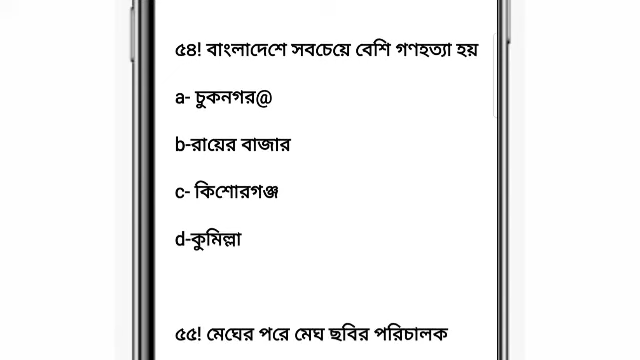 ৫৪! বাংলাদেশে সবচেয়ে বেশি গণহত্যা হয়
a- চুকনগর@
b-রায়ের বাজার
c- কিশোরগঞ্জ
d-কুমিল্লা
৫৫! মেঘের পরে মেঘ ছবির পরিচালক